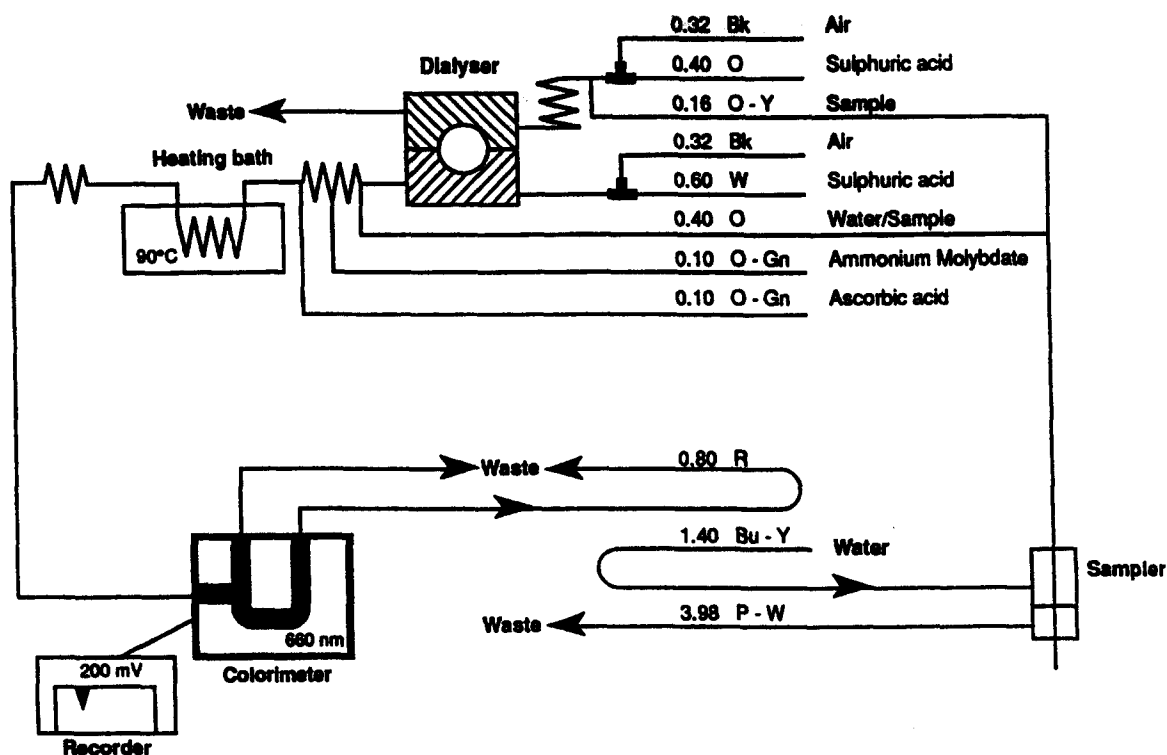 0.32 Bk Air
Dialyser
0.40 O Sulphuric acid
Waste
0.16 O - Y Sample
0.32 Bk Air
Heating bath
0.60 W Sulphuric acid
0.40 O Water/Sample
90°C
0.10 O - Gn Ammonium Molybdate
0.10 O - Gn Ascorbic acid
Waste
0.80 R
1.40 Bu - Y Water
Sampler
Waste
3.98 P - W
660 nm
200 mV
Colorimeter
Recorder